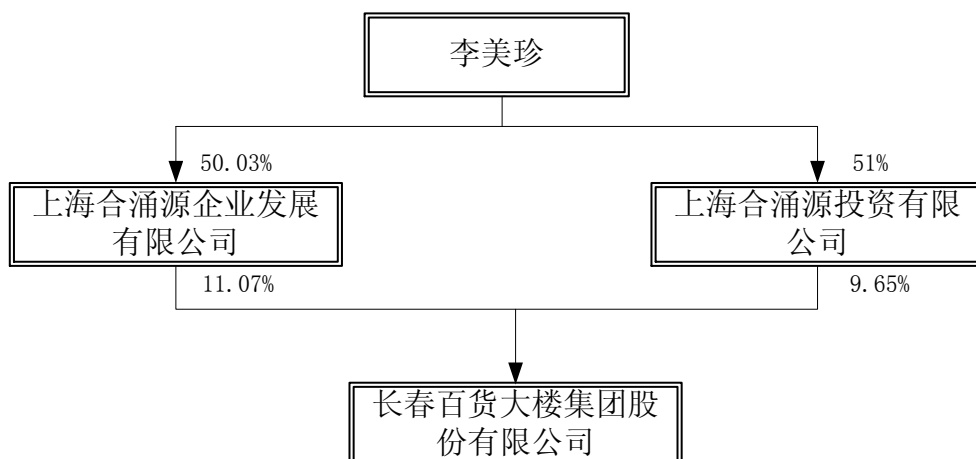 李美珍
50.03%
51%
上海合涌源企业发展
有限公司
上海合涌源投资有限
公司
11.07%
9.65%
长春百货大楼集团股
份有限公司